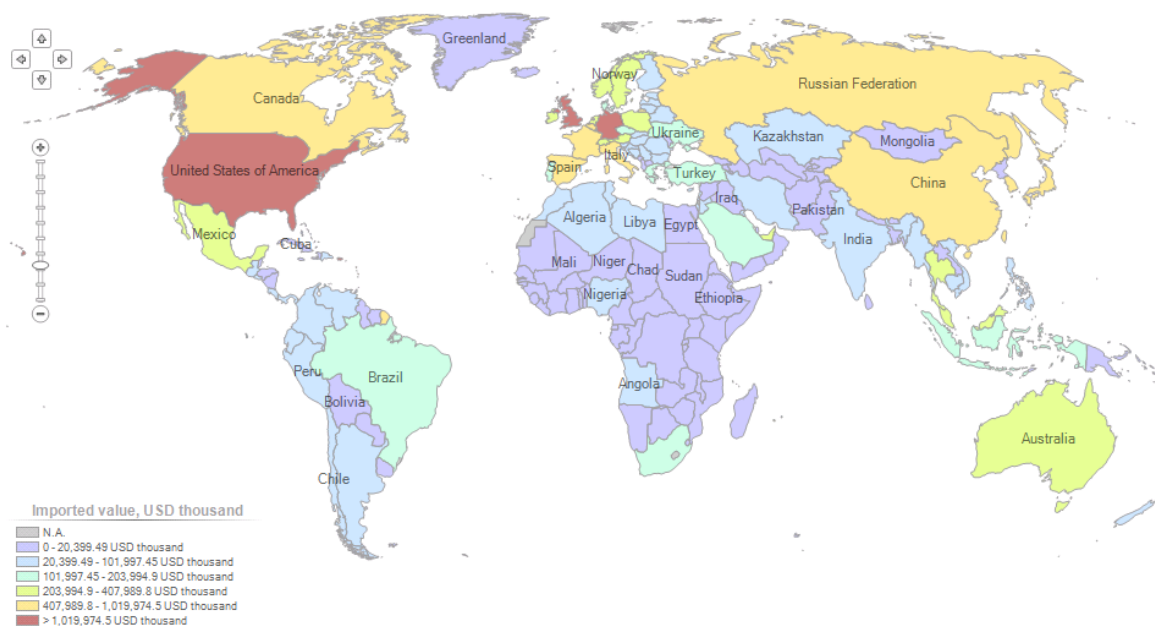 Greenland
Norway
Russian Federation
Canada
Ukraine
Kazakhstan
Mongolia
Italy
Spain
Turkey
United States of America
China
Iraq
Pakistan
Algeria
Libya
Egypt
Mexico
Cuba
India
Mali
Niger
Chad
Sudan
Nigeria
Ethiopia
Peru
Brazil
Angola
Bolivia
Australia
Chile
Imported value, USD thousand
N.A.
0 - 20,399.49 USD thousand
20,399.49 - 101,997.45 USD thousand
101,997.45 - 203,994.9 USD thousand
203,994.9 - 407,989.8 USD thousand
407,989.8 - 1,019,974.5 USD thousand
> 1,019,974.5 USD thousand